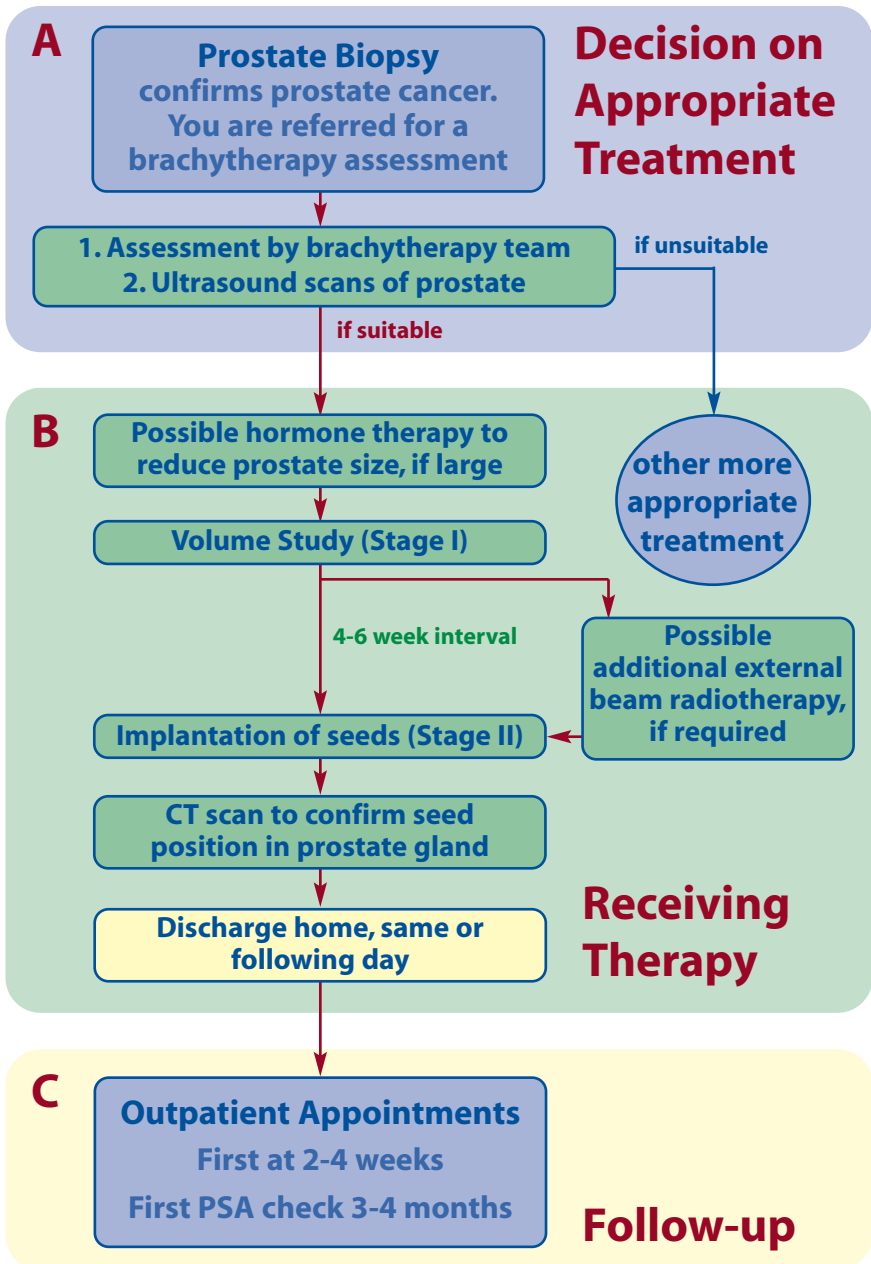 A
Decision on
Appropriate
Treatment
Prostate Biopsy
confirms prostate cancer.
You are referred for a
brachytherapy assessment
1. Assessment by brachytherapy team
2. Ultrasound scans of prostate
if unsuitable
if suitable
B
Possible hormone therapy to
reduce prostate size, if large
other more
appropriate
treatment
Volume Study (Stage I)
4-6 week interval
Possible
additional external
beam radiotherapy,
if required
Implantation of seeds (Stage II)
CT scan to confirm seed
position in prostate gland
Discharge home, same or
following day
Receiving
Therapy
C
Outpatient Appointments
First at 2-4 weeks
First PSA check 3-4 months
Follow-up